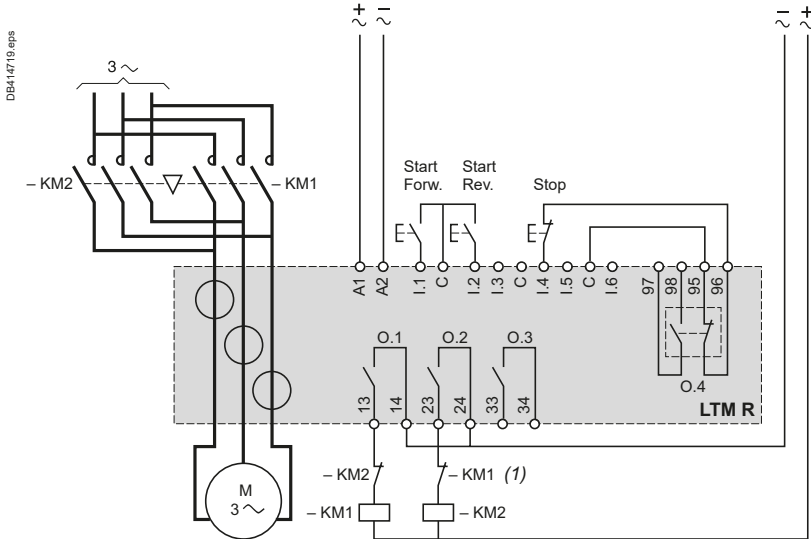 DB414719.eps
+ –
– +
3
– KM2
– KM1
Start
Forw.
Start
Rev.
Stop
A1 A2 I.1 C I.2 I.3 C I.4 I.5 C I.6 97 98 95 96
O.1 O.2 O.3
O.4
13 14 23 24 33 34
LTM R
M
3
– KM2
– KM1 (1)
– KM1
– KM2